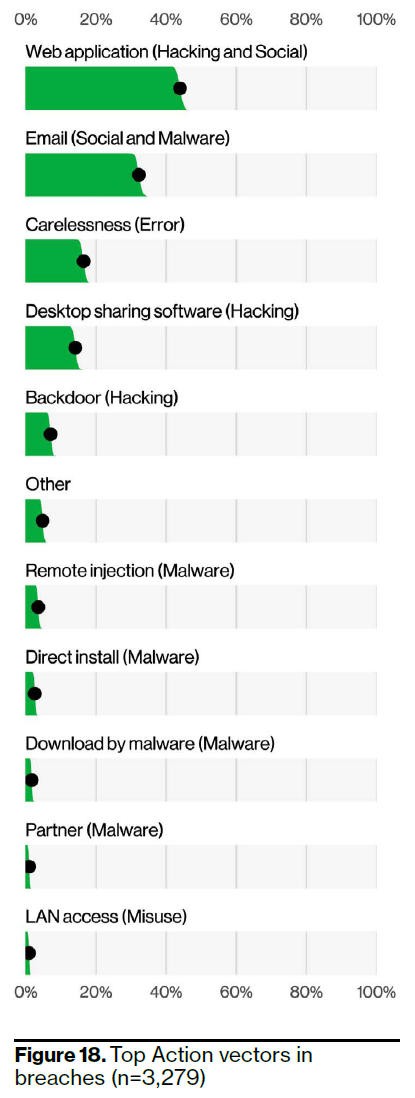 0% 20% 40% 60% 80% 100%
Web application (Hacking and Social)
Email (Social and Malware)
Carelessness (Error)
Desktop sharing software (Hacking)
Backdoor (Hacking)
Other
Remote injection (Malware)
Direct install (Malware)
Download by malware (Malware)
Partner (Malware)
LAN access (Misuse)
0% 20% 40% 60% 80% 100%
Figure 18. Top Action vectors in
breaches (n=3,279)